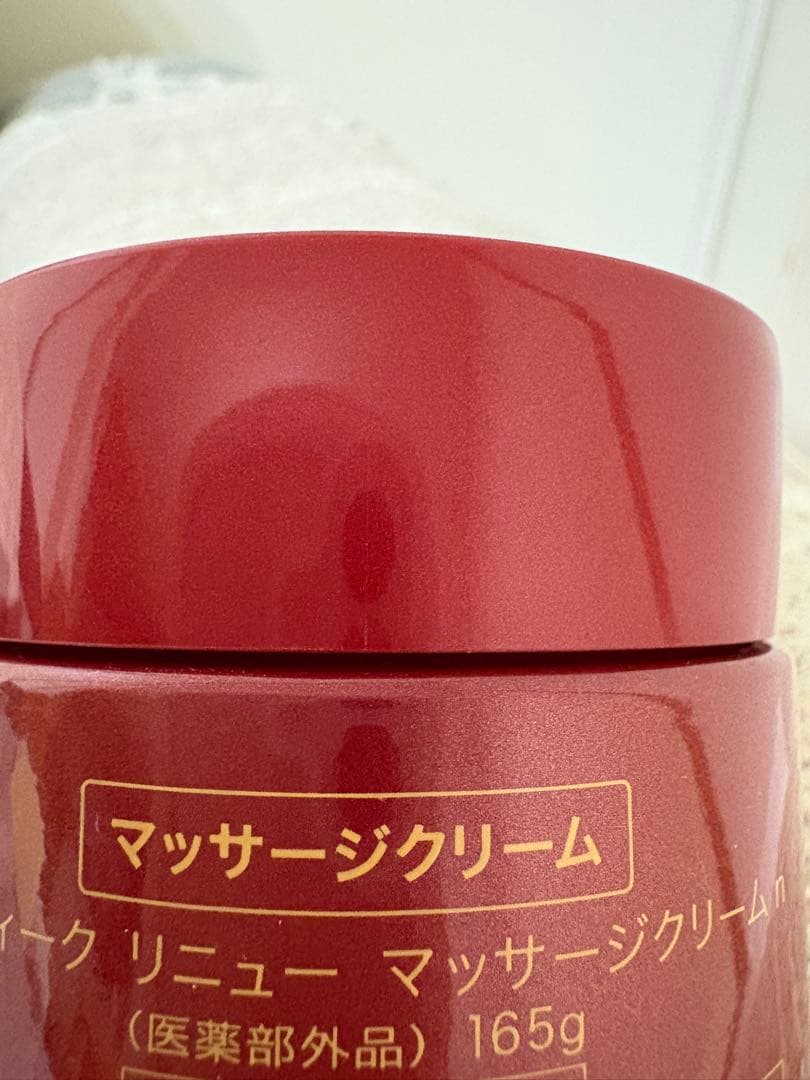 マッサージクリーム
ィーク リニュー マッサージクリーム n
(医薬部外品) 165g